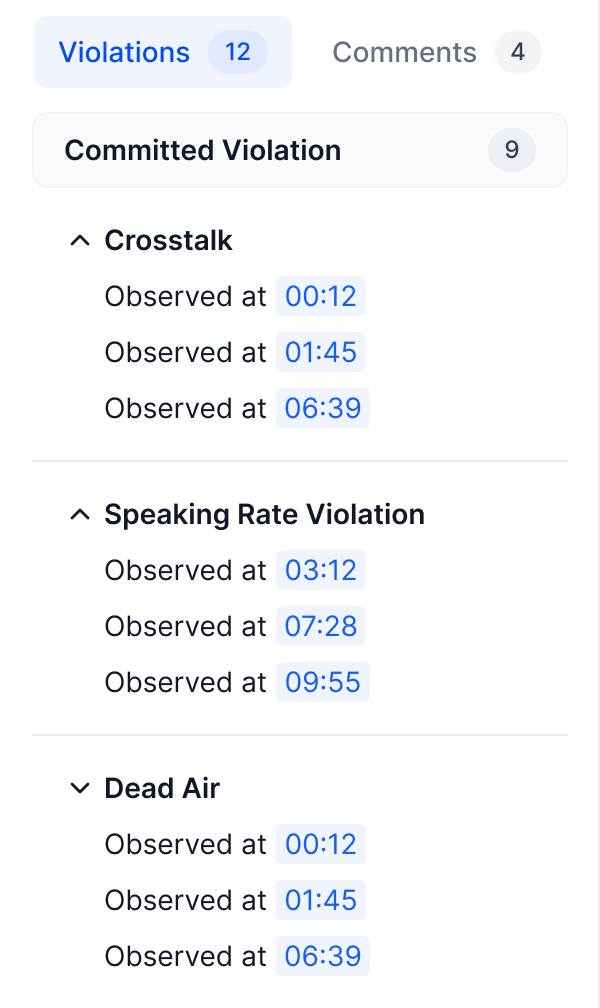 Violations 12 Comments 4
Committed Violation 9
Crosstalk
Observed at 00:12
Observed at 01:45
Observed at 06:39
Speaking Rate Violation
Observed at 03:12
Observed at 07:28
Observed at 09:55
Dead Air
Observed at 00:12
Observed at 01:45
Observed at 06:39